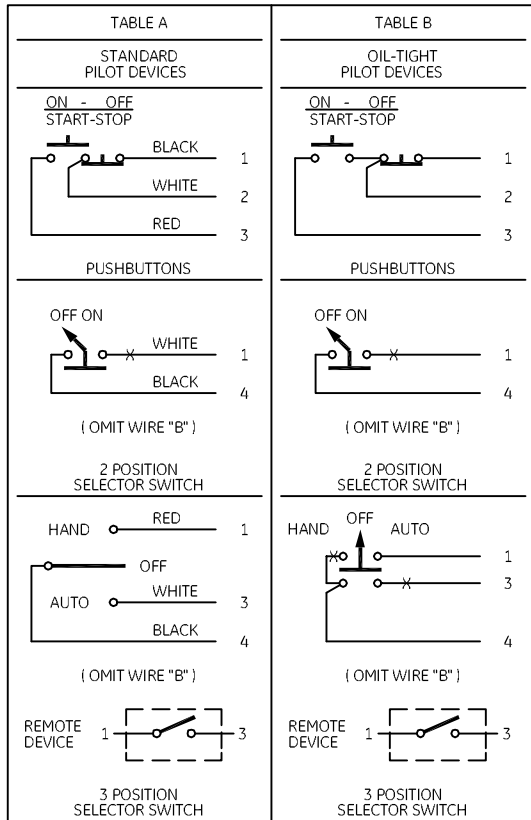 TABLE A
STANDARD
PILOT DEVICES
ON - OFF
START-STOP
BLACK 1
WHITE 2
RED 3
PUSHBUTTONS
OFF ON
WHITE 1
BLACK 4
( OMIT WIRE "B" )
2 POSITION
SELECTOR SWITCH
RED 1
HAND
OFF
AUTO
WHITE 3
BLACK 4
( OMIT WIRE "B" )
REMOTE
DEVICE
1 3
3 POSITION
SELECTOR SWITCH
TABLE B
OIL-TIGHT
PILOT DEVICES
ON - OFF
START-STOP
1
2
3
PUSHBUTTONS
OFF ON
1
4
( OMIT WIRE "B" )
2 POSITION
SELECTOR SWITCH
HAND OFF AUTO
1
3
4
( OMIT WIRE "B" )
REMOTE
DEVICE
1 3
3 POSITION
SELECTOR SWITCH